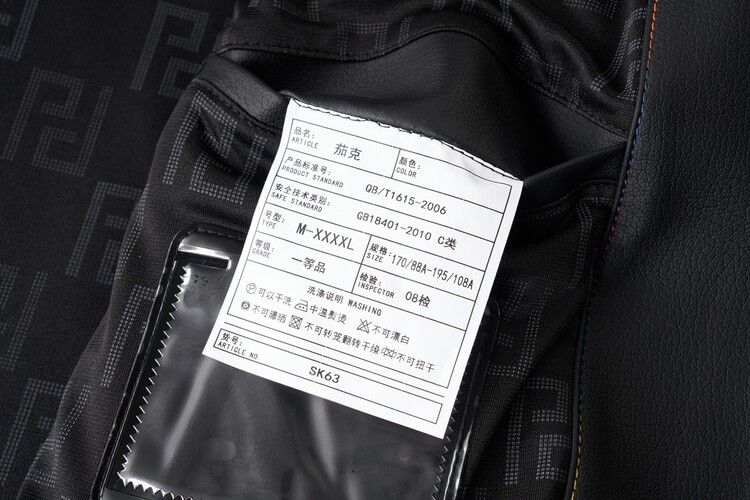 品名: 茄克 颜色:
ARTICLE COLOR
产品标准号: QB/T1615-2006
PRODUCT STANDARD
安全技术类别: GB18401-2010 C类
SAFE STANDARD
号型: M-XXXXL 规格: 170/88A-195/108A
TYPE SIZE
等级: 一等品 检验: 08检
GRADE INSPECTOR
洗涤说明 WASHING
Ⓟ可以干洗 中温熨烫 不可漂白
不可曝晒 不可转笼翻转干燥 不可扭干
货号:
ARTICLE NO
SK63